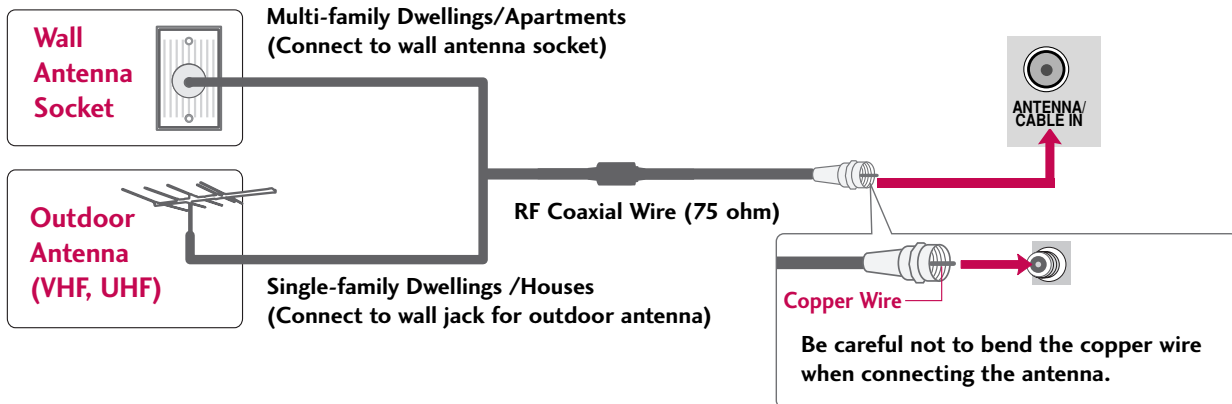 Wall
Antenna
Socket
Multi-family Dwellings/Apartments
(Connect to wall antenna socket)
ANTENNA/
CABLE IN
Outdoor
Antenna
(VHF, UHF)
RF Coaxial Wire (75 ohm)
Single-family Dwellings /Houses
(Connect to wall jack for outdoor antenna)
Copper Wire
Be careful not to bend the copper wire
when connecting the antenna.